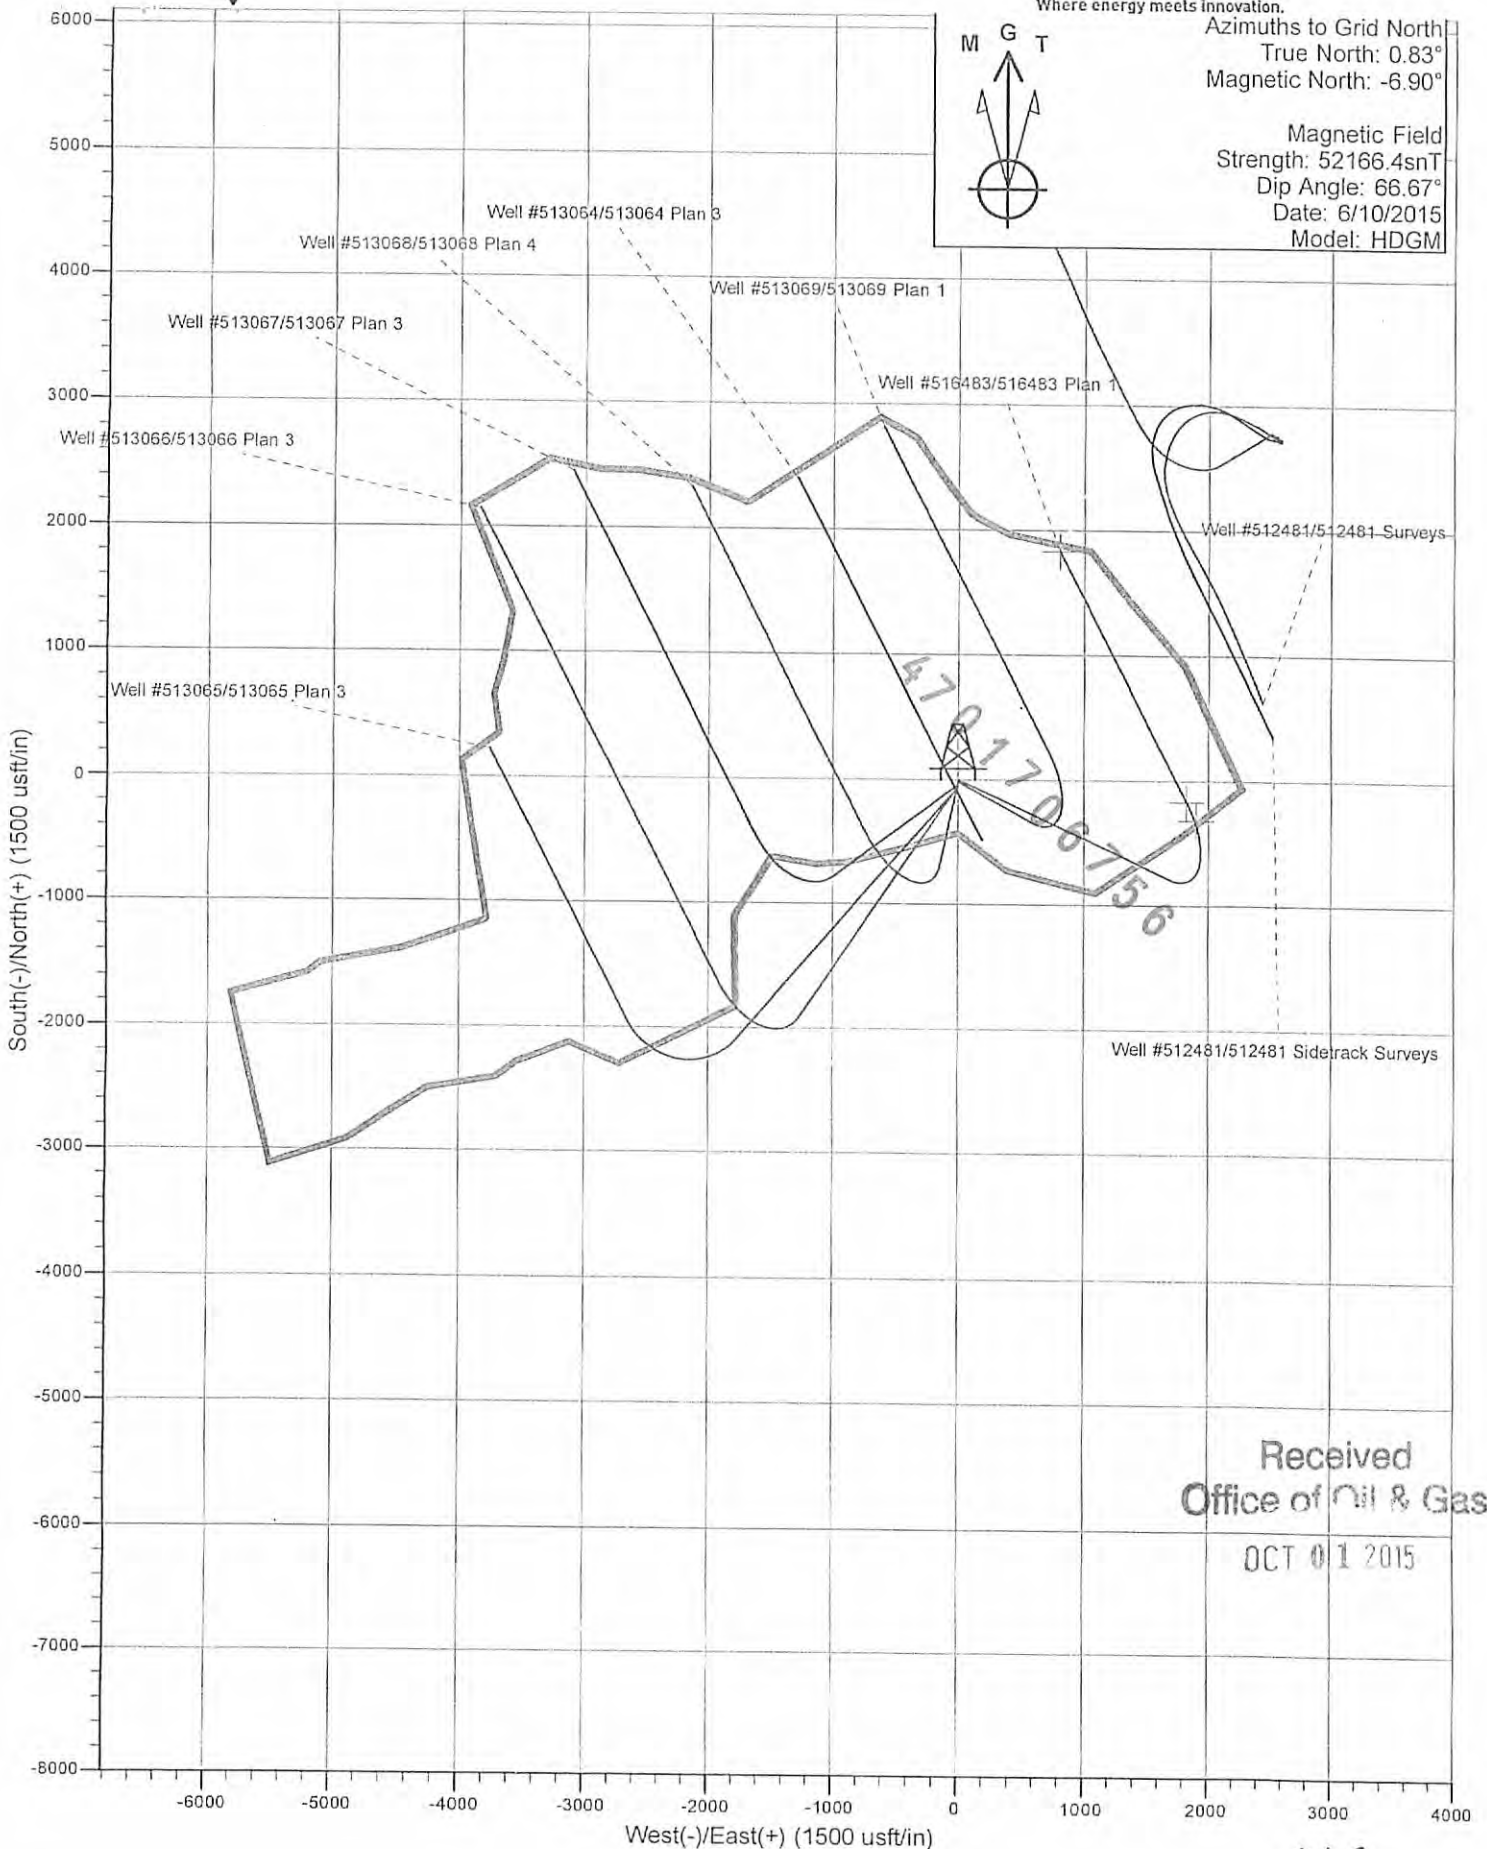 Where energy meets innovation.
Azimuths to Grid North
True North: 0.83°
Magnetic North: -6.90°
Magnetic Field
Strength: 52166.4snT
Dip Angle: 66.67°
Date: 6/10/2015
Model: HDGM
M G T
6000
5000
4000
3000
2000
1000
0
-1000
-2000
-3000
-4000
-5000
-6000
-7000
-8000
South(-)/North(+) (1500 usft/in)
Well #513064/513064 Plan 3
Well #513068/513068 Plan 4
Well #513069/513069 Plan 1
Well #513067/513067 Plan 3
Well #516483/516483 Plan 1
Well #513066/513066 Plan 3
Well #512481/512481 Surveys
Well #513065/513065 Plan 3
4701706756
Well #512481/512481 Sidetrack Surveys
Received
Office of Oil & Gas
OCT 01 2015
-6000 -5000 -4000 -3000 -2000 -1000 0 1000 2000 3000 4000
West(-)/East(+) (1500 usft/in)